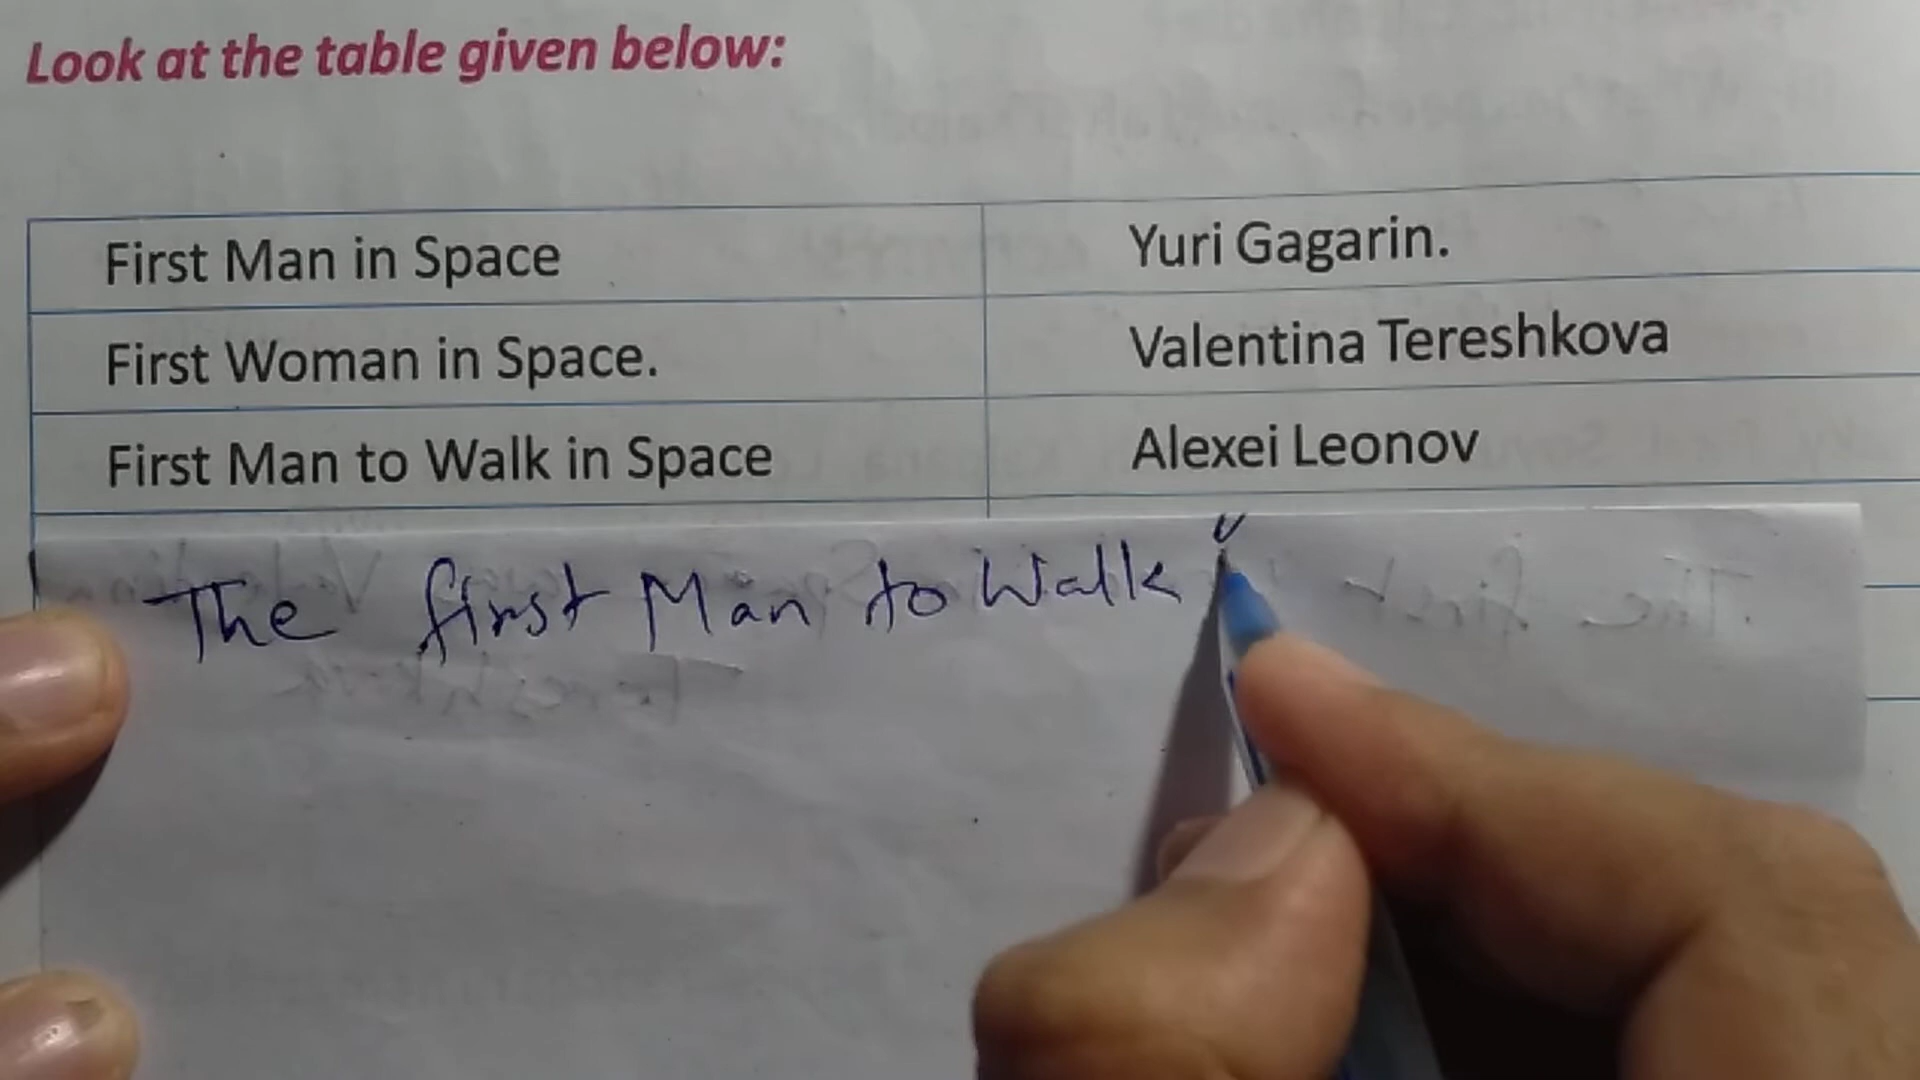 Look at the table given below:
First Man in Space Yuri Gagarin.
First Woman in Space. Valentina Tereshkova
First Man to Walk in Space Alexei Leonov
The first Man to Walk